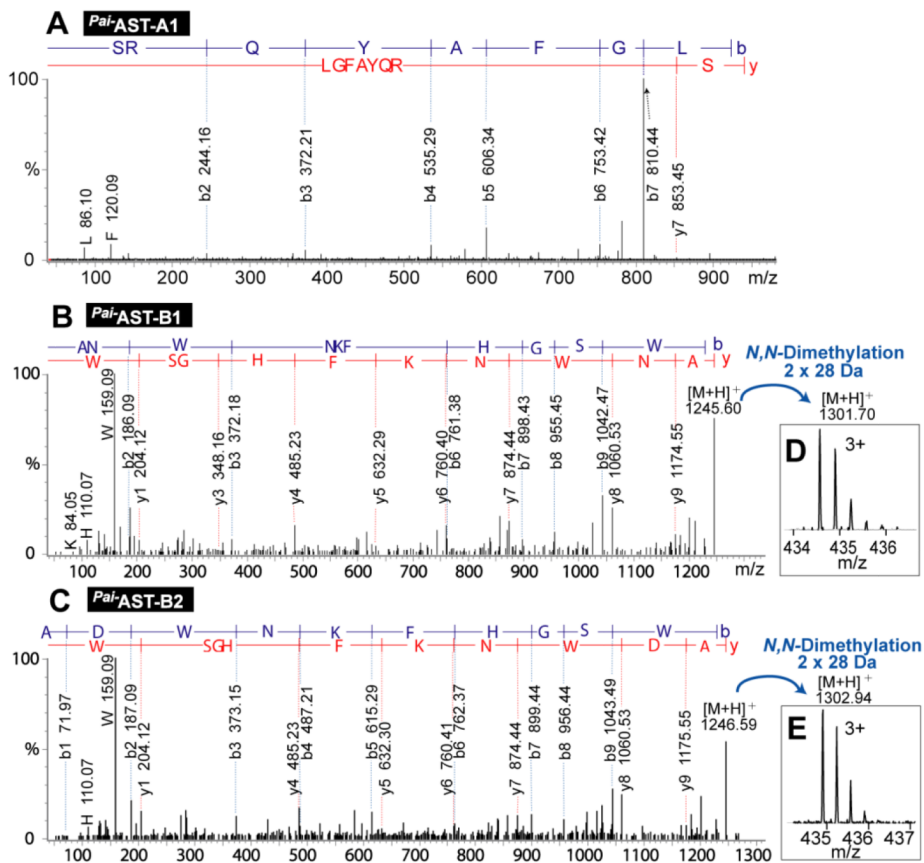 A Pai-AST-A1
SR Q Y A F G L b
LGFAYQR S y
100
%
0
L 86.10
F 120.09
b2 244.16
b3 372.21
b4 535.29
b5 606.34
b6 753.42
b7 810.44
y7 853.45
100 200 300 400 500 600 700 800 900 m/z
B Pai-AST-B1
AN W NKF H G S W b
W SG H F K N W N A y
N,N-Dimethylation
2 x 28 Da
[M+H]+
1245.60
[M+H]+
1301.70
100
%
0
K 84.05
H 110.07
W 159.09
b2 186.09
y1 204.12
y3 348.16
b3 372.18
y4 485.23
y5 632.29
y6 760.40
b6 761.38
y7 874.44
b7 898.43
b8 955.45
b9 1042.47
y8 1060.53
y9 1174.55
100 200 300 400 500 600 700 800 900 1000 1100 1200 m/z
D
3+
434 435 436
m/z
C Pai-AST-B2
A D W N K F H G S W b
W SGH F K N W D A y
N,N-Dimethylation
2 x 28 Da
[M+H]+
1246.59
[M+H]+
1302.94
100
%
0
b1 71.97
H 110.07
W 159.09
b2 187.09
y1 204.12
b3 373.15
y4 485.23
b4 487.21
b5 615.29
y5 632.30
y6 760.41
b6 762.37
y7 874.44
b7 899.44
b8 956.44
b9 1043.49
y8 1060.53
y9 1175.55
100 200 300 400 500 600 700 800 900 1000 1100 1200 m/z
E
3+
435 436 437
m/z